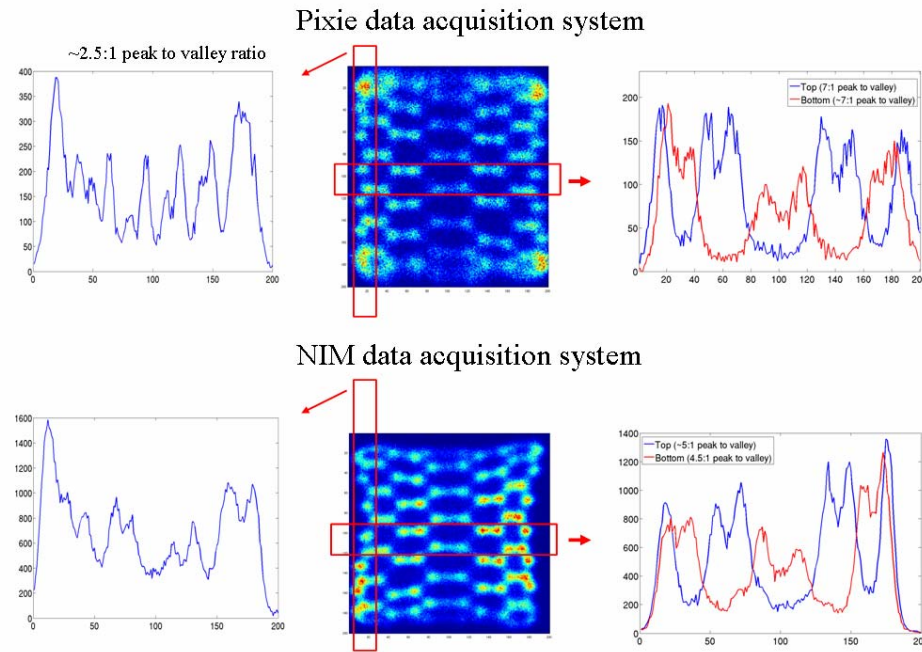 Pixie data acquisition system
~2.5:1 peak to valley ratio
400
350
300
250
200
150
100
50
0
0 50 100 150 200
Top (7:1 peak to valley)
Bottom (~7:1 peak to valley)
200
150
100
50
0
0 20 40 60 80 100 120 140 160 180 200
NIM data acquisition system
1600
1400
1200
1000
800
600
400
200
0
0 50 100 150 200
Top (~5:1 peak to valley)
Bottom (4.5:1 peak to valley)
1400
1200
1000
800
600
400
200
0
0 50 100 150 200